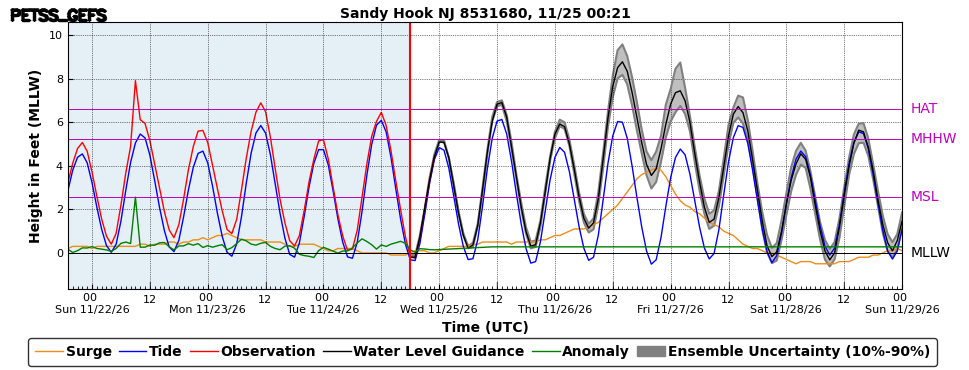 PETSS_GEFS
Sandy Hook NJ 8531680, 11/25 00:21
Height in Feet (MLLW)
10
8
6
4
2
0
HAT
MHHW
MSL
MLLW
00 12 00 12 00 12 00 12 00 12 00 12 00 12 00
Sun 11/22/26 Mon 11/23/26 Tue 11/24/26 Wed 11/25/26 Thu 11/26/26 Fri 11/27/26 Sat 11/28/26 Sun 11/29/26
Time (UTC)
Surge Tide Observation Water Level Guidance Anomaly Ensemble Uncertainty (10%-90%)